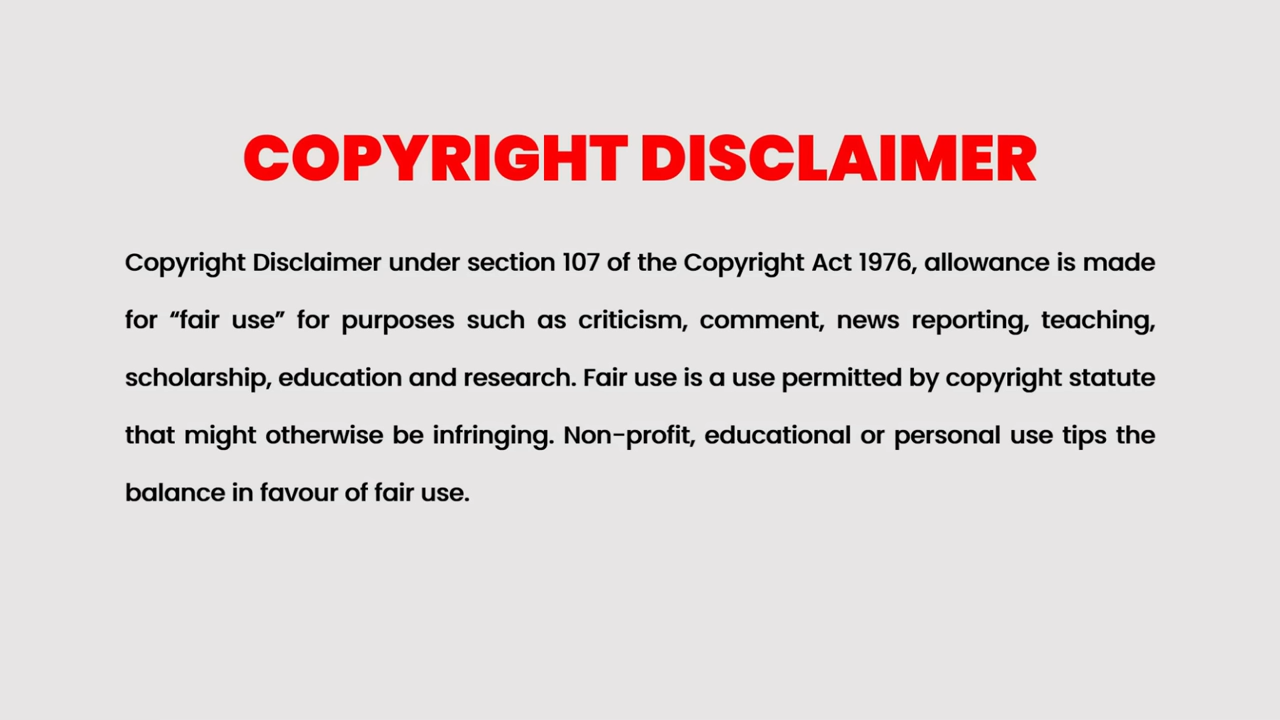 COPYRIGHT DISCLAIMER
Copyright Disclaimer under section 107 of the Copyright Act 1976, allowance is made
for “fair use” for purposes such as criticism, comment, news reporting, teaching,
scholarship, education and research. Fair use is a use permitted by copyright statute
that might otherwise be infringing. Non-profit, educational or personal use tips the
balance in favour of fair use.